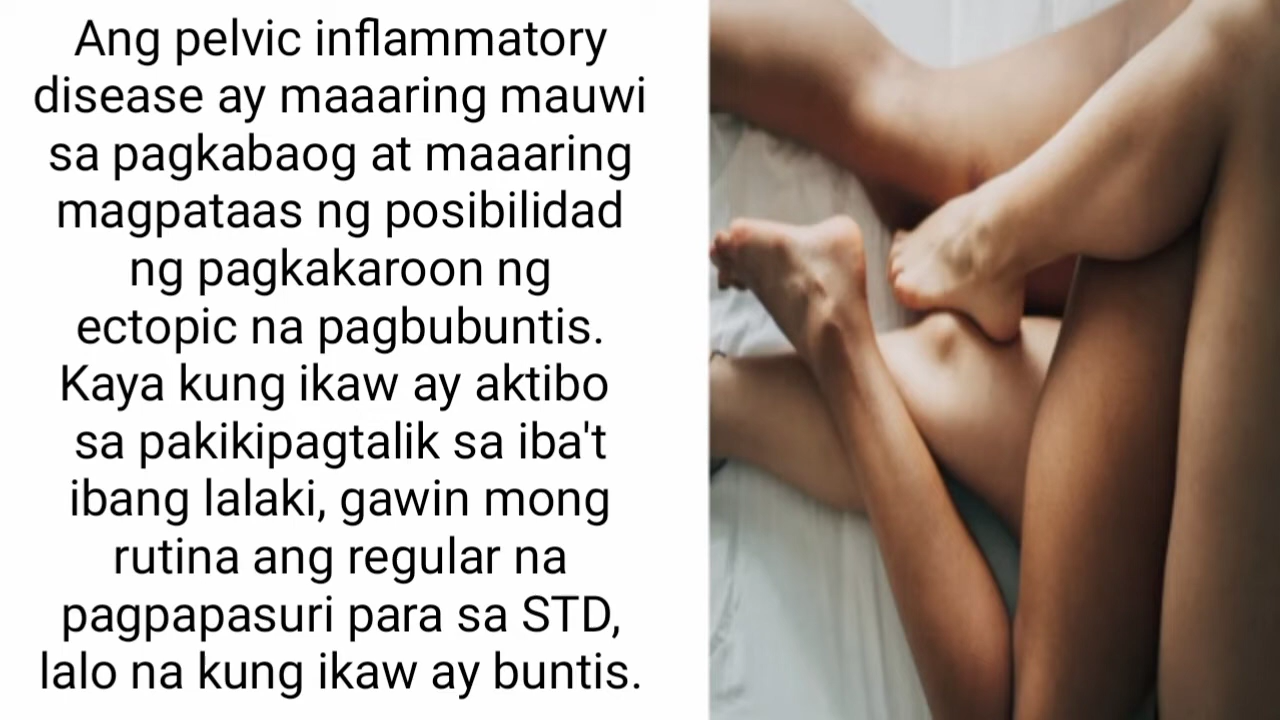 Ang pelvic inflammatory
disease ay maaaring mauwi
sa pagkabaog at maaaring
magpataas ng posibilidad
ng pagkakaroon ng
ectopic na pagbubuntis.
Kaya kung ikaw ay aktibo
sa pakikipagtalik sa iba't
ibang lalaki, gawin mong
rutina ang regular na
pagpapasuri para sa STD,
lalo na kung ikaw ay buntis.